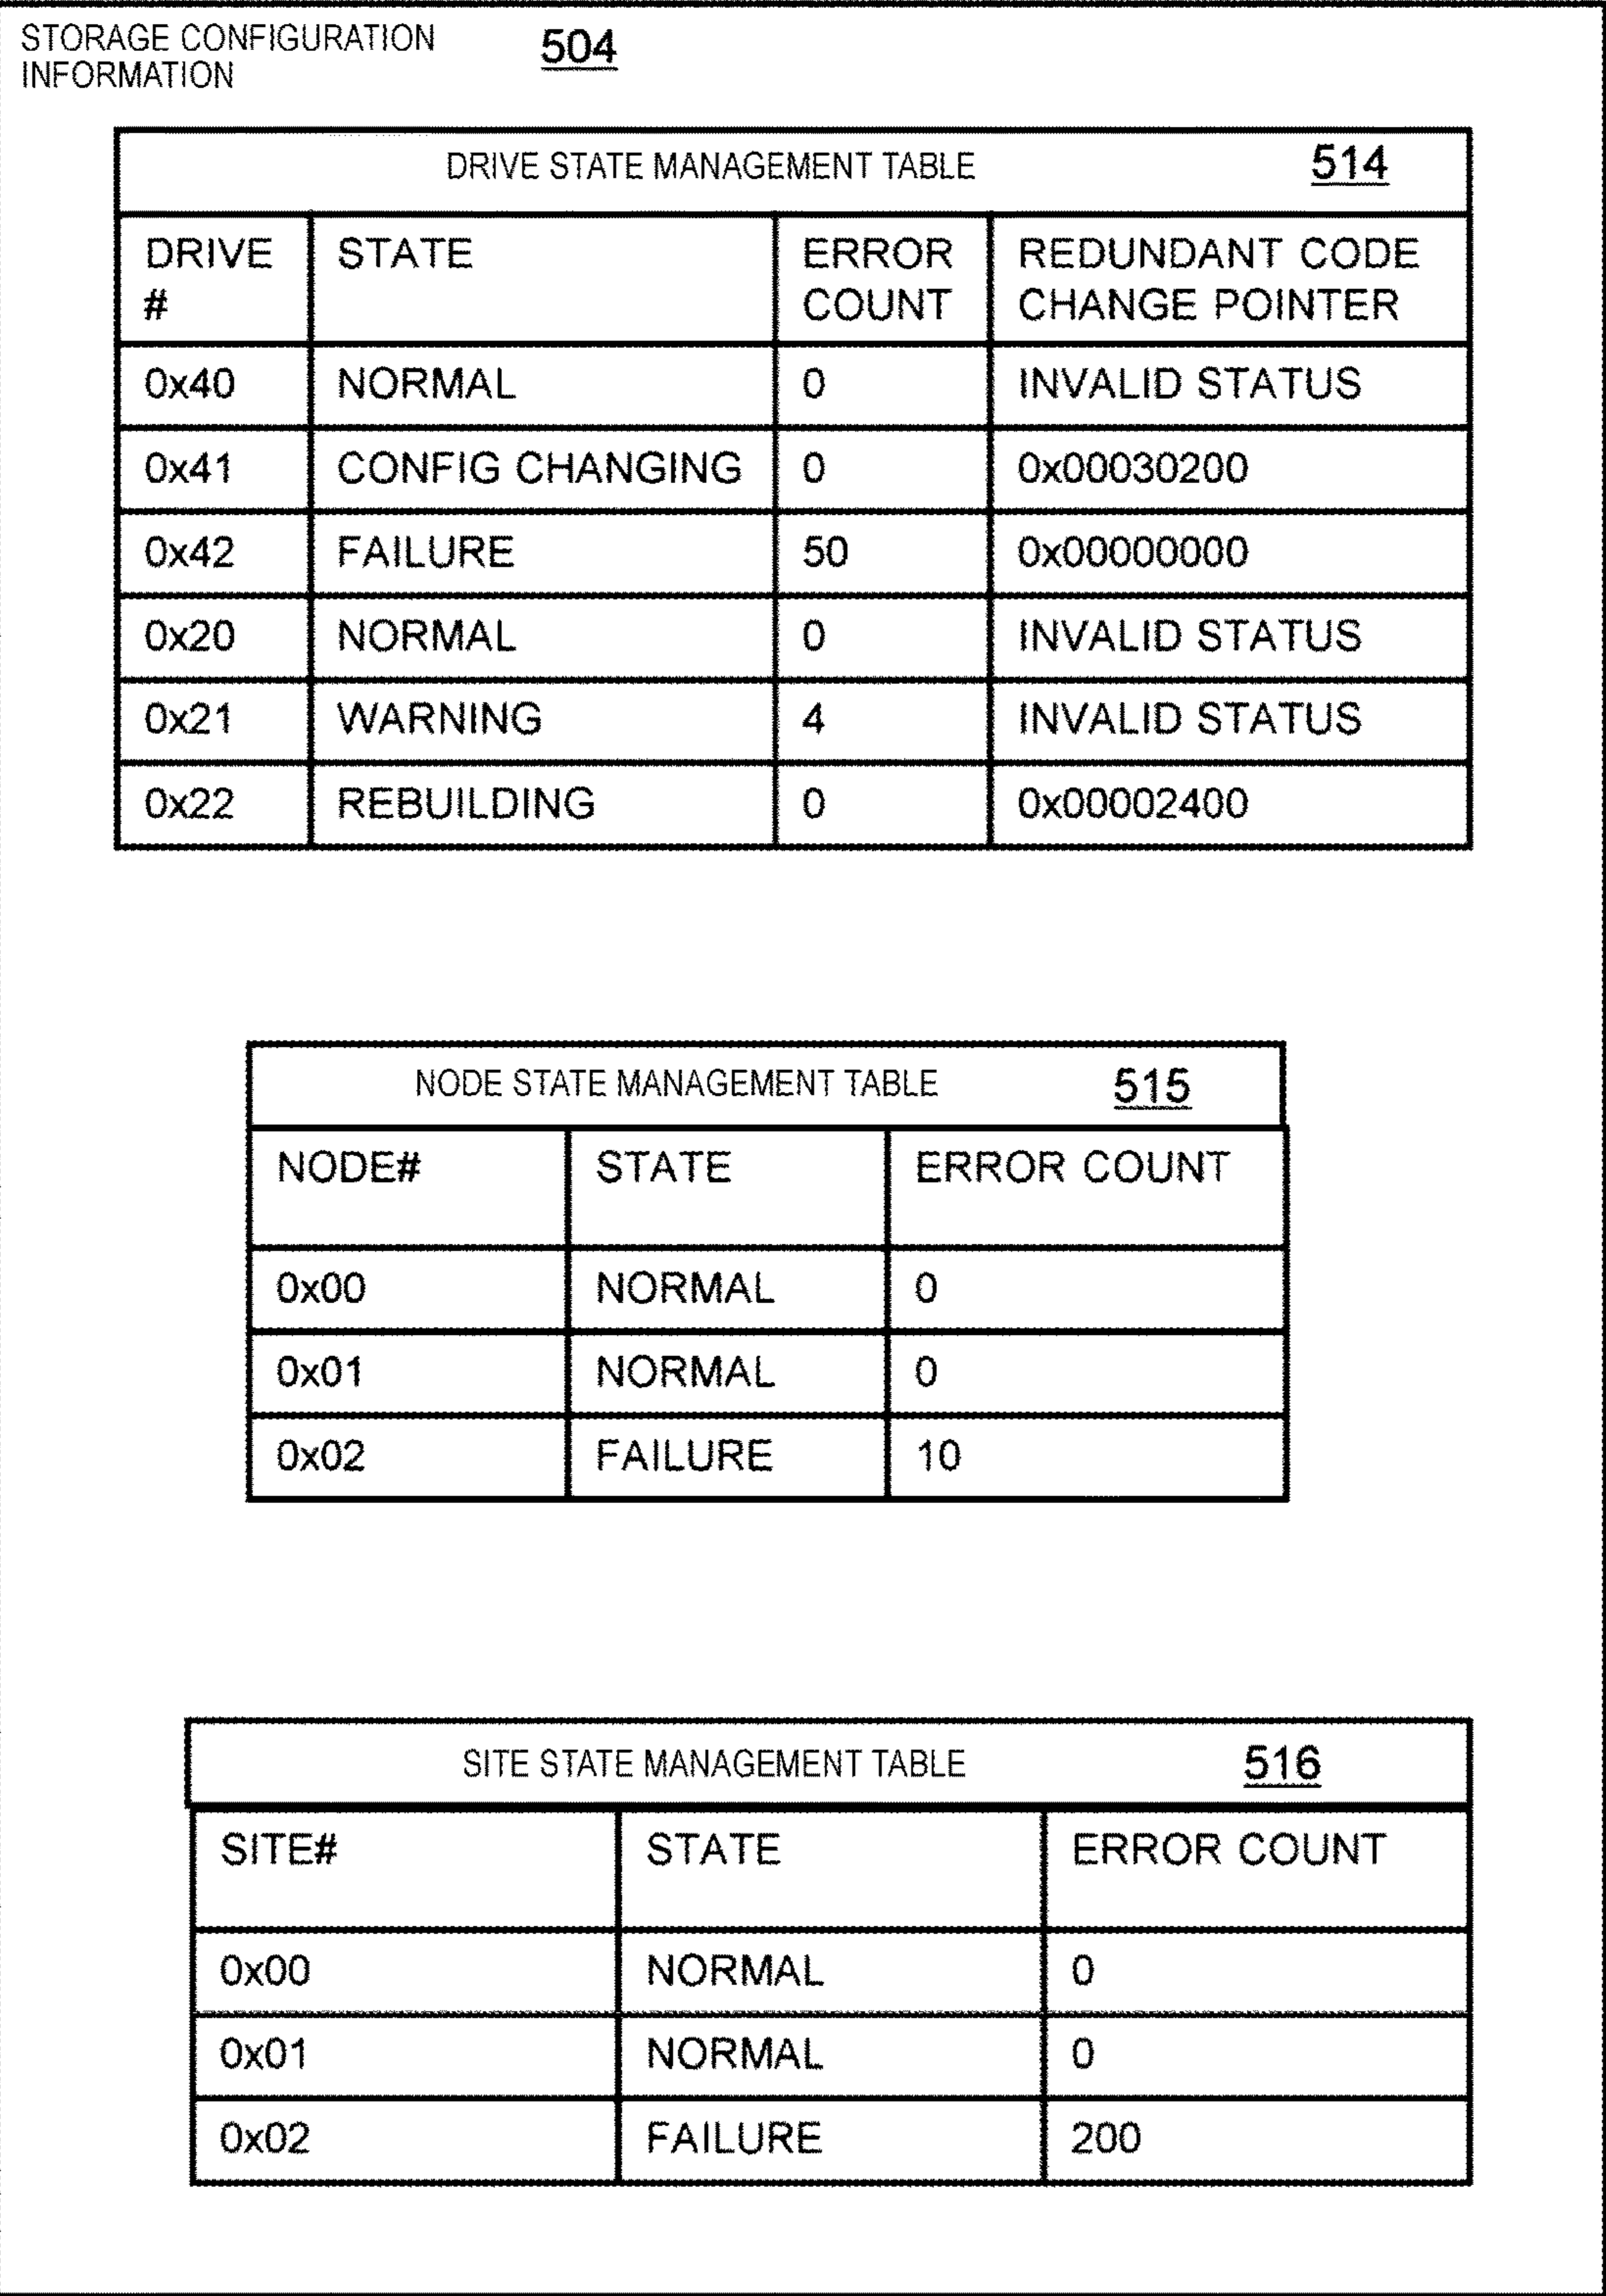 STORAGE CONFIGURATION 504
INFORMATION
DRIVE STATE MANAGEMENT TABLE 514
DRIVE STATE ERROR REDUNDANT CODE
# COUNT CHANGE POINTER
0x40 NORMAL 0 INVALID STATUS
0x41 CONFIG CHANGING 0 0x00030200
0x42 FAILURE 50 0x00000000
0x20 NORMAL 0 INVALID STATUS
0x21 WARNING 4 INVALID STATUS
0x22 REBUILDING 0 0x00002400
NODE STATE MANAGEMENT TABLE 515
NODE# STATE ERROR COUNT
0x00 NORMAL 0
0x01 NORMAL 0
0x02 FAILURE 10
SITE STATE MANAGEMENT TABLE 516
SITE# STATE ERROR COUNT
0x00 NORMAL 0
0x01 NORMAL 0
0x02 FAILURE 200